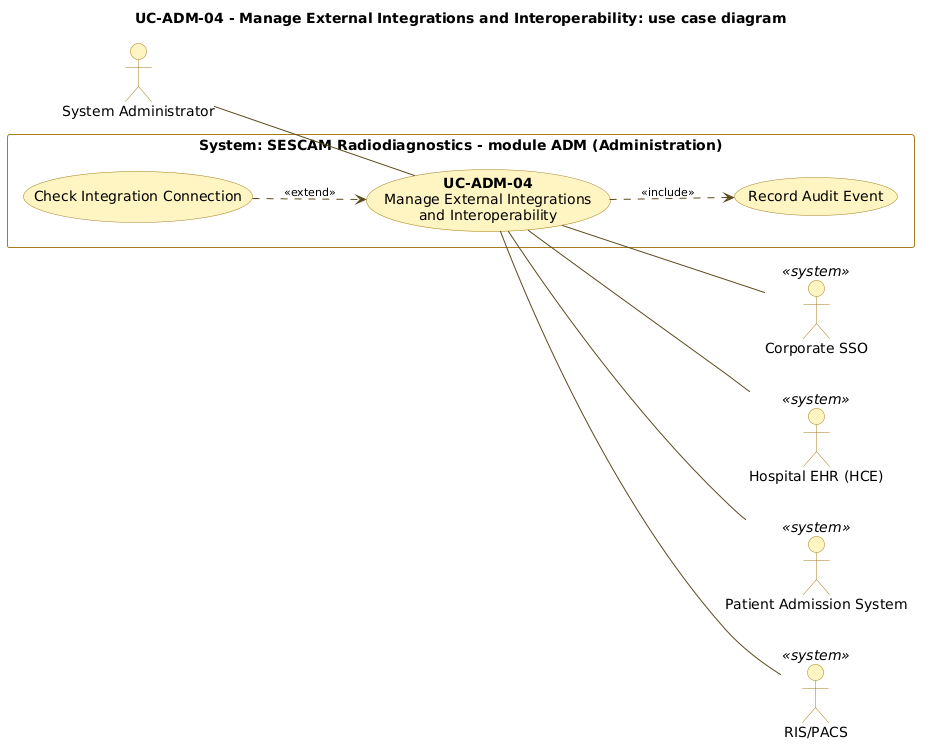 UC-ADM-04 - Manage External Integrations and Interoperability: use case diagram
System Administrator
System: SESCAM Radiodiagnostics - module ADM (Administration)
Check Integration Connection
«extend»
UC-ADM-04
Manage External Integrations
and Interoperability
«include»
Record Audit Event
«system»
Corporate SSO
«system»
Hospital EHR (HCE)
«system»
Patient Admission System
«system»
RIS/PACS